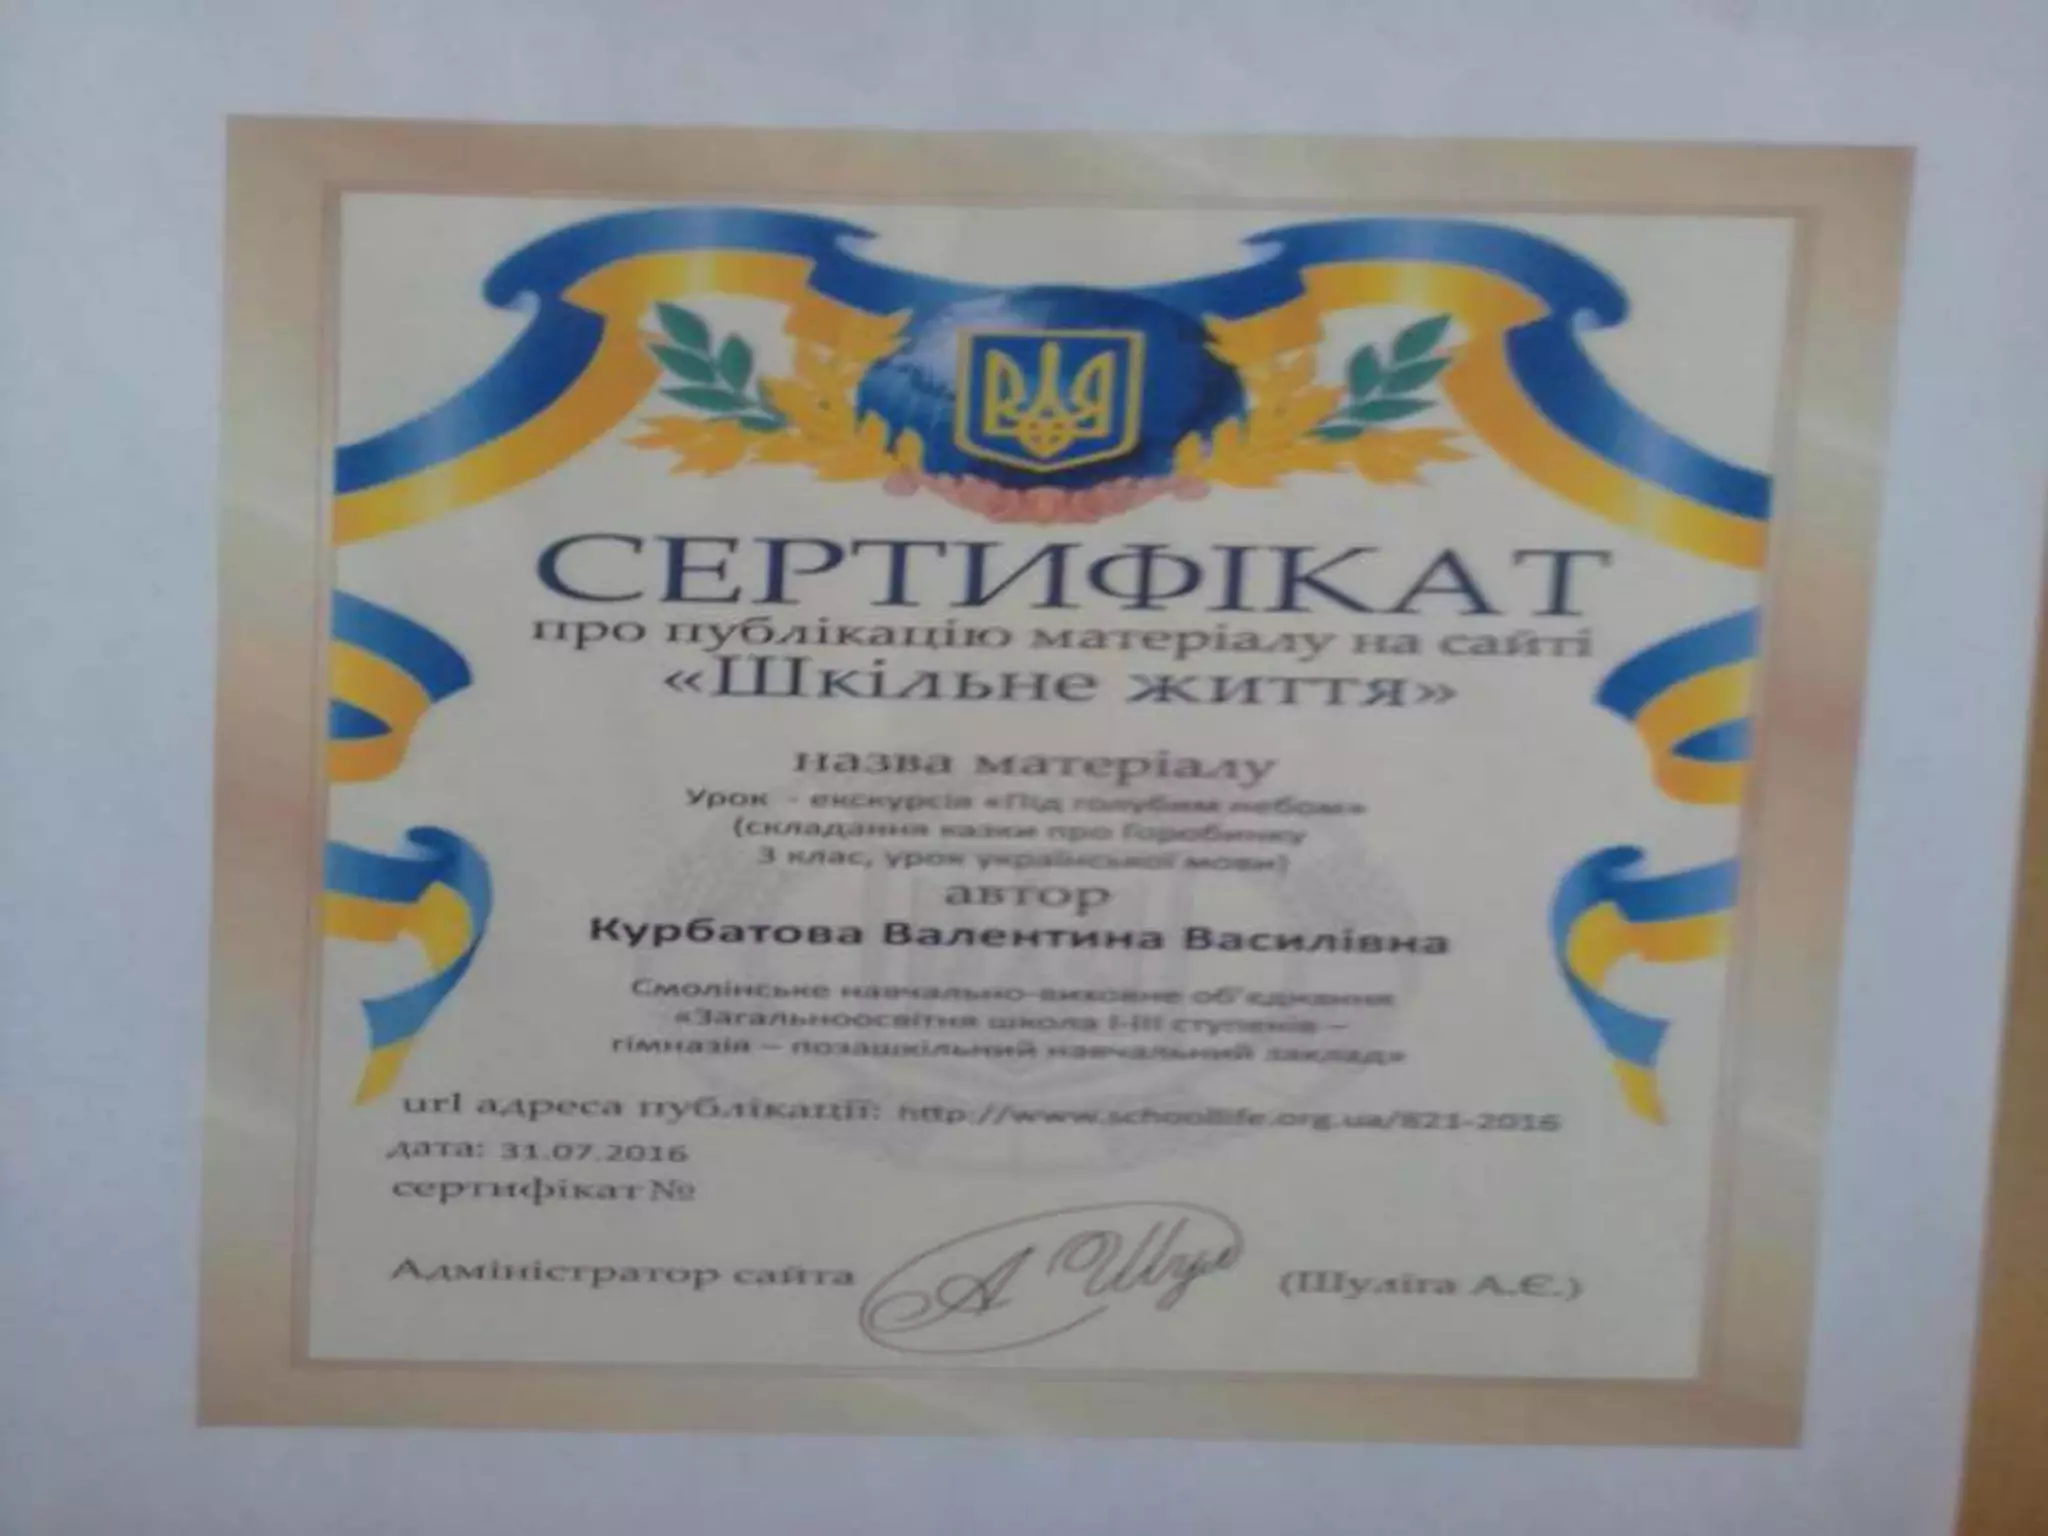 СЕРТИФІКАТ
про публікацію матеріалу на сайті
«Шкільне життя»
назва матеріалу
Урок - екскурсія «Під голубим небом»
(складання казки про Горобинку
3 клас, урок української мови)
автор
Курбатова Валентина Василівна
Смолінське навчально-виховне об'єднання
«Загальноосвітня школа І-ІІІ ступенів –
гімназія – позашкільний навчальний заклад»
url адреса публікації: http://www.schoollife.org.ua/821-2016
дата: 31.07.2016
сертифікат №
Адміністратор сайта А Шул (Шуліга А.Є.)